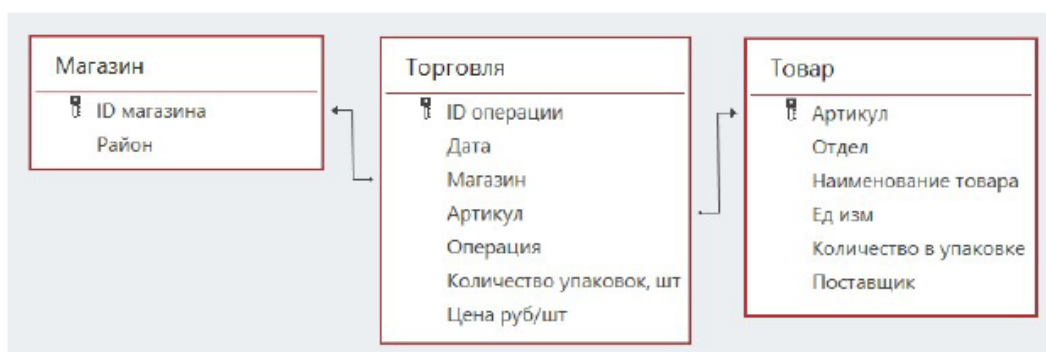 Магазин
ID магазина
Район
Торговля
ID операции
Дата
Магазин
Артикул
Операция
Количество упаковок, шт
Цена руб/шт
Товар
Артикул
Отдел
Наименование товара
Ед изм
Количество в упаковке
Поставщик